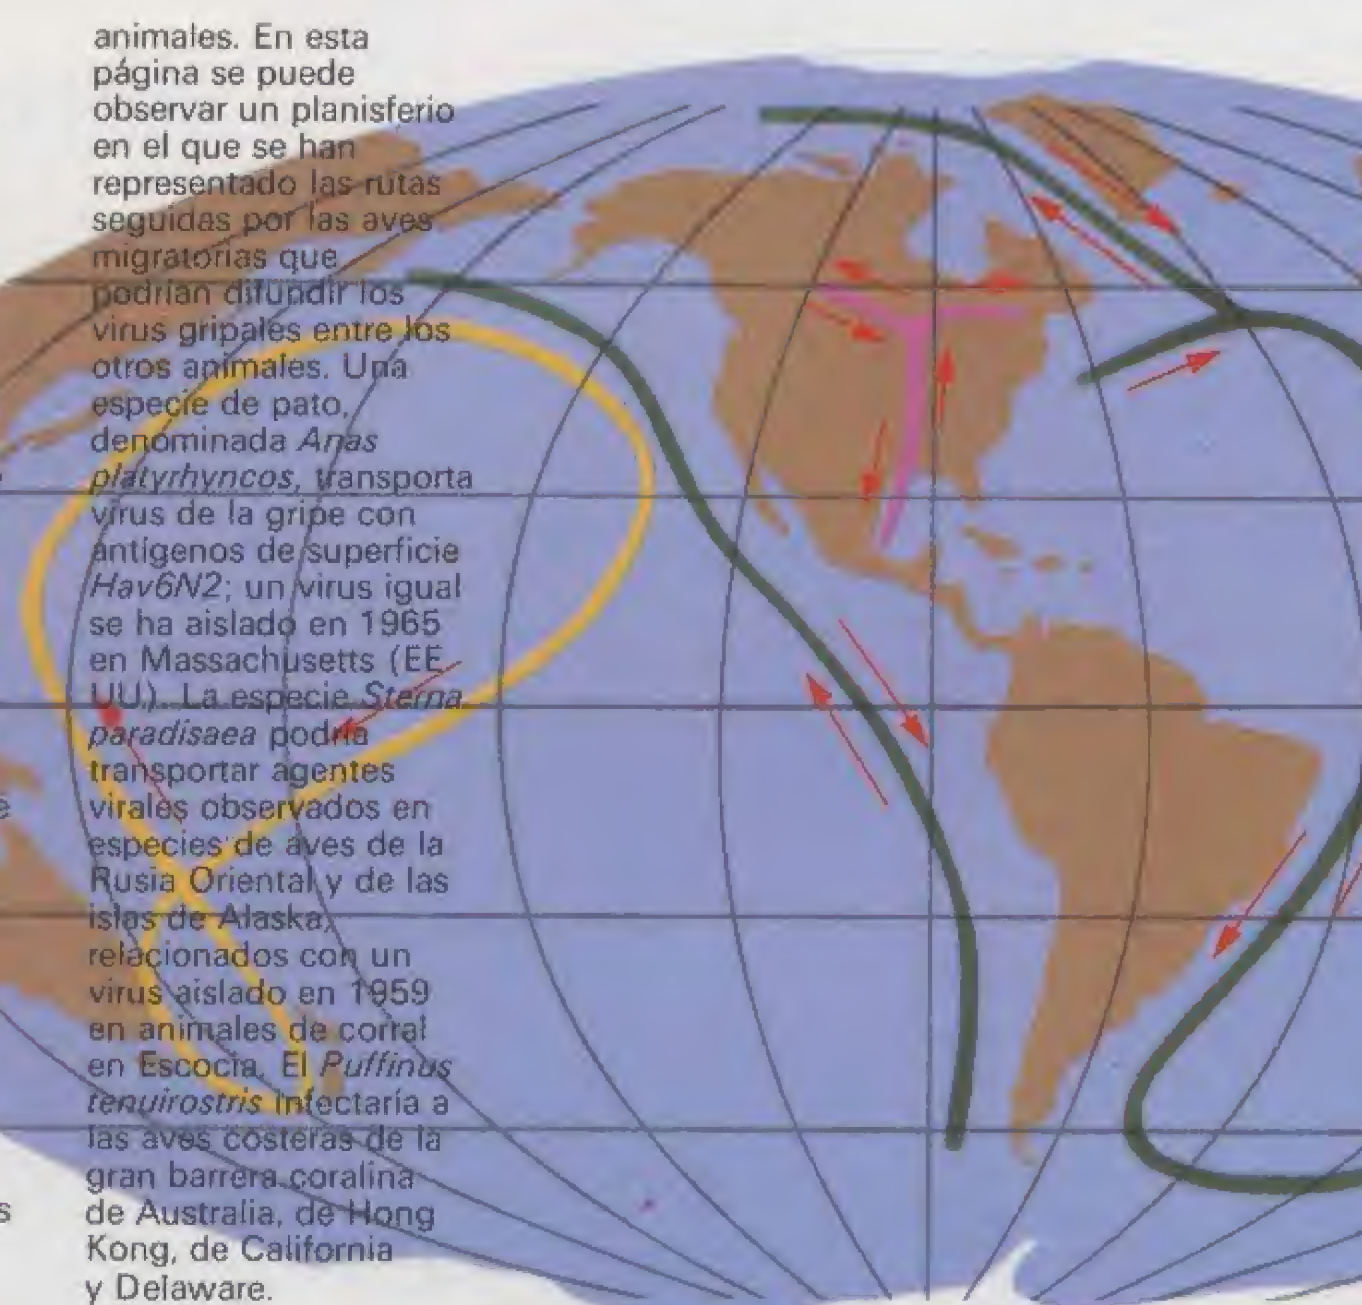 animales. En esta
página se puede
observar un planisferio
en el que se han
representado las rutas
seguidas por las aves
migratorias que
podrían difundir los
virus gripales entre los
otros animales. Una
especie de pato,
denominada Anas
platyrhyncos, transporta
virus de la gripe con
antígenos de superficie
Hav6N2; un virus igual
se ha aislado en 1965
en Massachusetts (EE
UU). La especie Sterna
paradisaea podría
transportar agentes
virales observados en
especies de aves de la
Rusia Oriental y de las
islas de Alaska,
relacionados con un
virus aislado en 1959
en animales de corral
en Escocia. El Puffinus
tenuirostris infectaría a
las aves costeras de la
gran barrera coralina
de Australia, de Hong
Kong, de California
y Delaware.